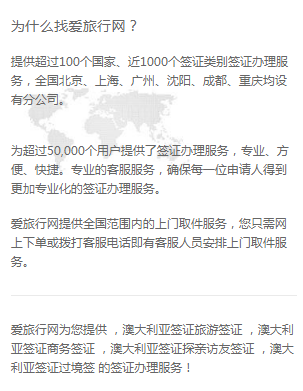 为什么找爱旅行网？
提供超过100个国家、近1000个签证类别签证办理服
务，全国北京、上海、广州、沈阳、成都、重庆均设
有分公司。
为超过50,000个用户提供了签证办理服务，专业、方
便、快捷。专业的客服服务，确保每一位申请人得到
更加专业化的签证办理服务。
爱旅行网提供全国范围内的上门取件服务，您只需网
上下单或拨打客服电话即有客服人员安排上门取件服
务。
爱旅行网为您提供 ，澳大利亚签证旅游签证 ，澳大利
亚签证商务签证 ，澳大利亚签证探亲访友签证 ，澳大
利亚签证过境签 的签证办理服务！